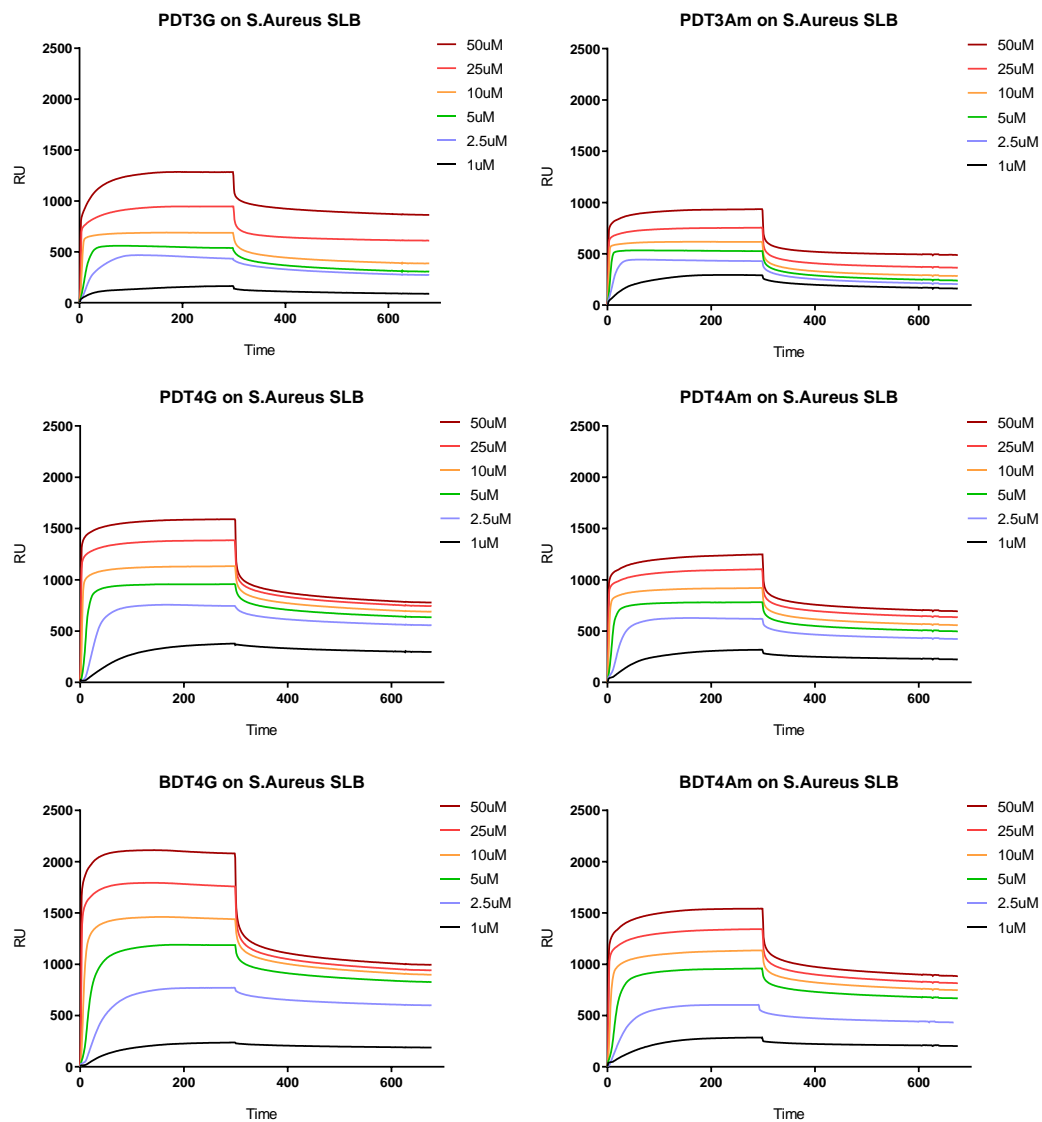 PDT3G on S.Aureus SLB
2500
2000
1500
1000
500
0
RU
0 200 400 600
Time
50uM
25uM
10uM
5uM
2.5uM
1uM
PDT3Am on S.Aureus SLB
2500
2000
1500
1000
500
0
RU
0 200 400 600
Time
50uM
25uM
10uM
5uM
2.5uM
1uM
PDT4G on S.Aureus SLB
2500
2000
1500
1000
500
0
RU
0 200 400 600
Time
50uM
25uM
10uM
5uM
2.5uM
1uM
PDT4Am on S.Aureus SLB
2500
2000
1500
1000
500
0
RU
0 200 400 600
Time
50uM
25uM
10uM
5uM
2.5uM
1uM
BDT4G on S.Aureus SLB
2500
2000
1500
1000
500
0
RU
0 200 400 600
Time
50uM
25uM
10uM
5uM
2.5uM
1uM
BDT4Am on S.Aureus SLB
2500
2000
1500
1000
500
0
RU
0 200 400 600
Time
50uM
25uM
10uM
5uM
2.5uM
1uM